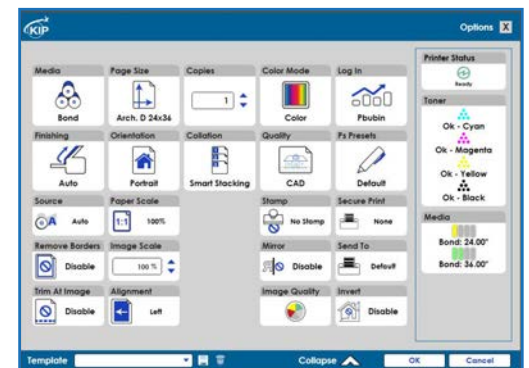 KIP
Options X
Media
Page Size
Copies
Color Mode
Log In
Printer Status
Ready
1
Bond
Arch. D 24x36
Color
Pbubin
Toner
Ok - Cyan
Ok - Magenta
Ok - Yellow
Ok - Black
Finishing
Orientation
Collation
Quality
Ps Presets
Auto
Portrait
Smart Stacking
CAD
Default
Source
Paper Scale
Stamp
Secure Print
A Auto
1:1 100%
No Stamp
None
Media
Bond: 24.00"
Bond: 36.00"
Remove Borders
Image Scale
Mirror
Send To
Disable
100 %
Disable
Default
Trim At Image
Alignment
Image Quality
Invert
Disable
Left
Disable
Template
Collapse
OK
Cancel